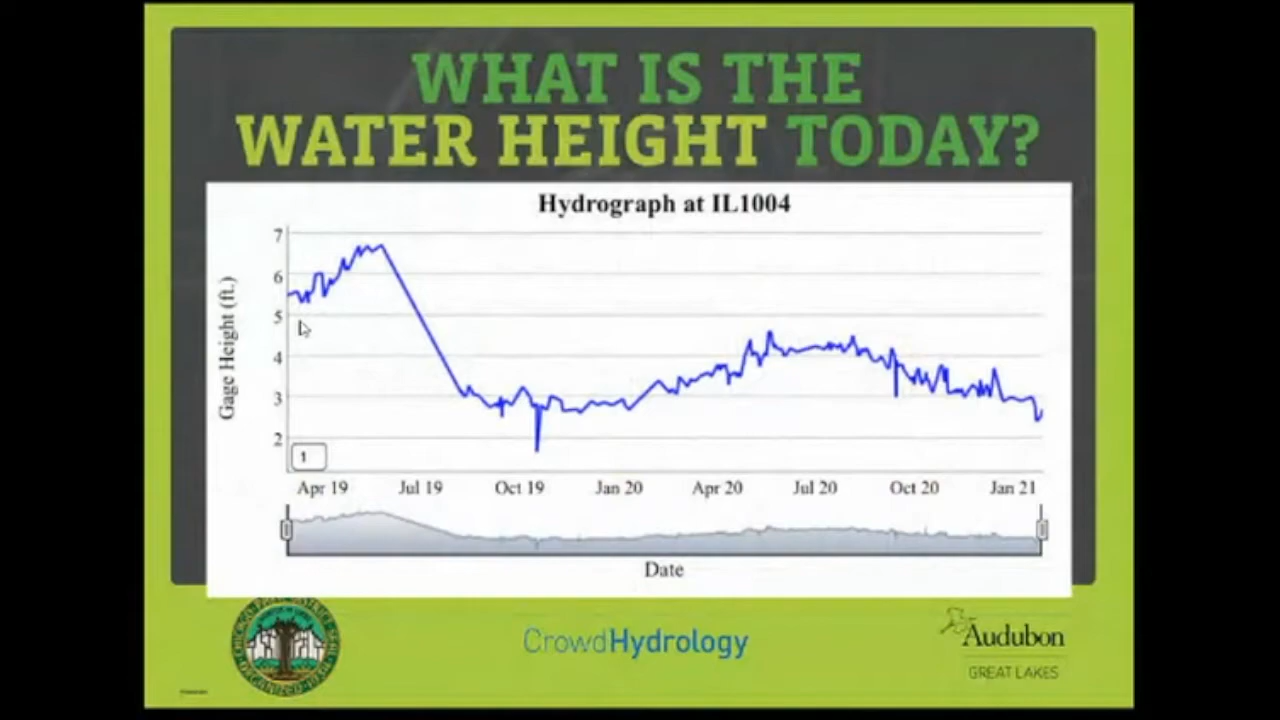 WHAT IS THE
WATER HEIGHT TODAY?
Hydrograph at IL1004
Gage Height (ft.)
7
6
5
4
3
2
1
Apr 19 Jul 19 Oct 19 Jan 20 Apr 20 Jul 20 Oct 20 Jan 21
Date
CrowdHydrology
Audubon
GREAT LAKES